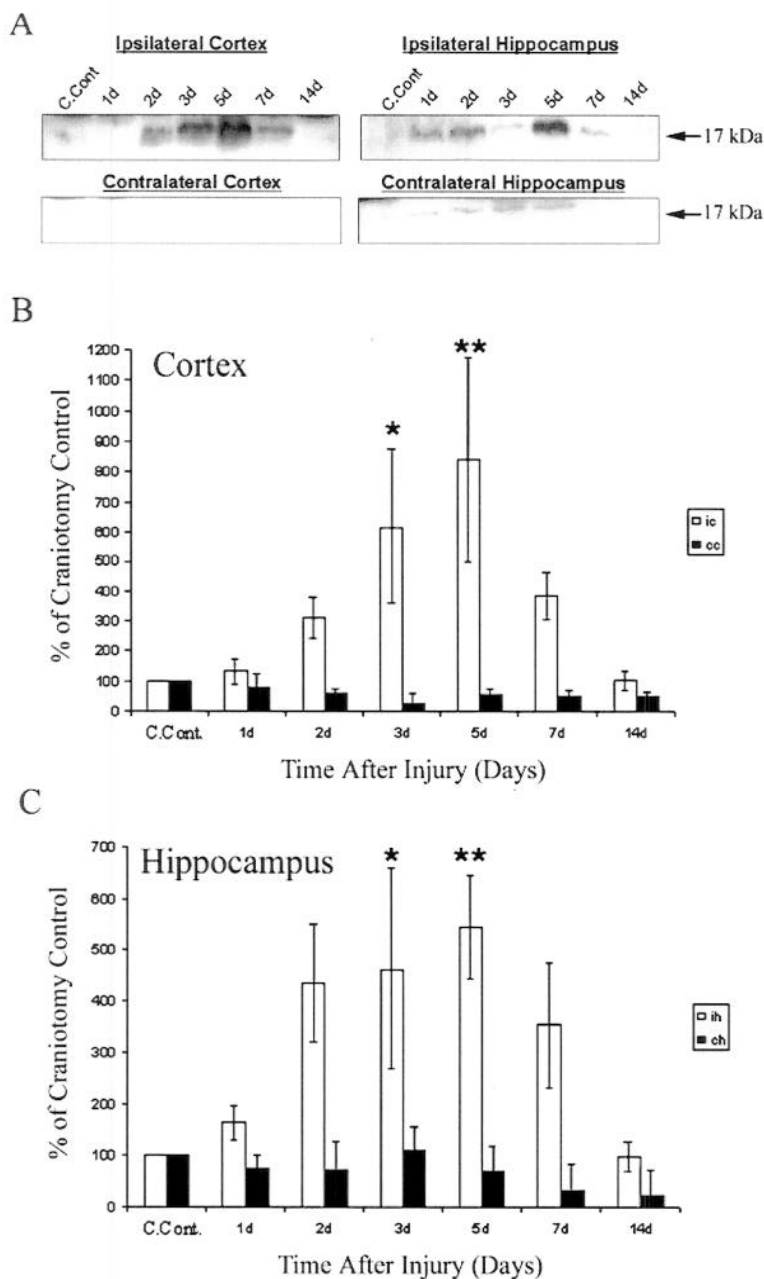 A
Ipsilateral Cortex
Ipsilateral Hippocampus
C.Cont 1d 2d 3d 5d 7d 14d
C.Cont 1d 2d 3d 5d 7d 14d
17 kDa
Contralateral Cortex
Contralateral Hippocampus
17 kDa
B
Cortex
% of Craniotomy Control
1200
1100
1000
900
800
700
600
500
400
300
200
100
0
* **
ic
cc
C.Cont. 1d 2d 3d 5d 7d 14d
Time After Injury (Days)
C
Hippocampus
% of Craniotomy Control
700
600
500
400
300
200
100
0
* **
ih
ch
C.Cont. 1d 2d 3d 5d 7d 14d
Time After Injury (Days)